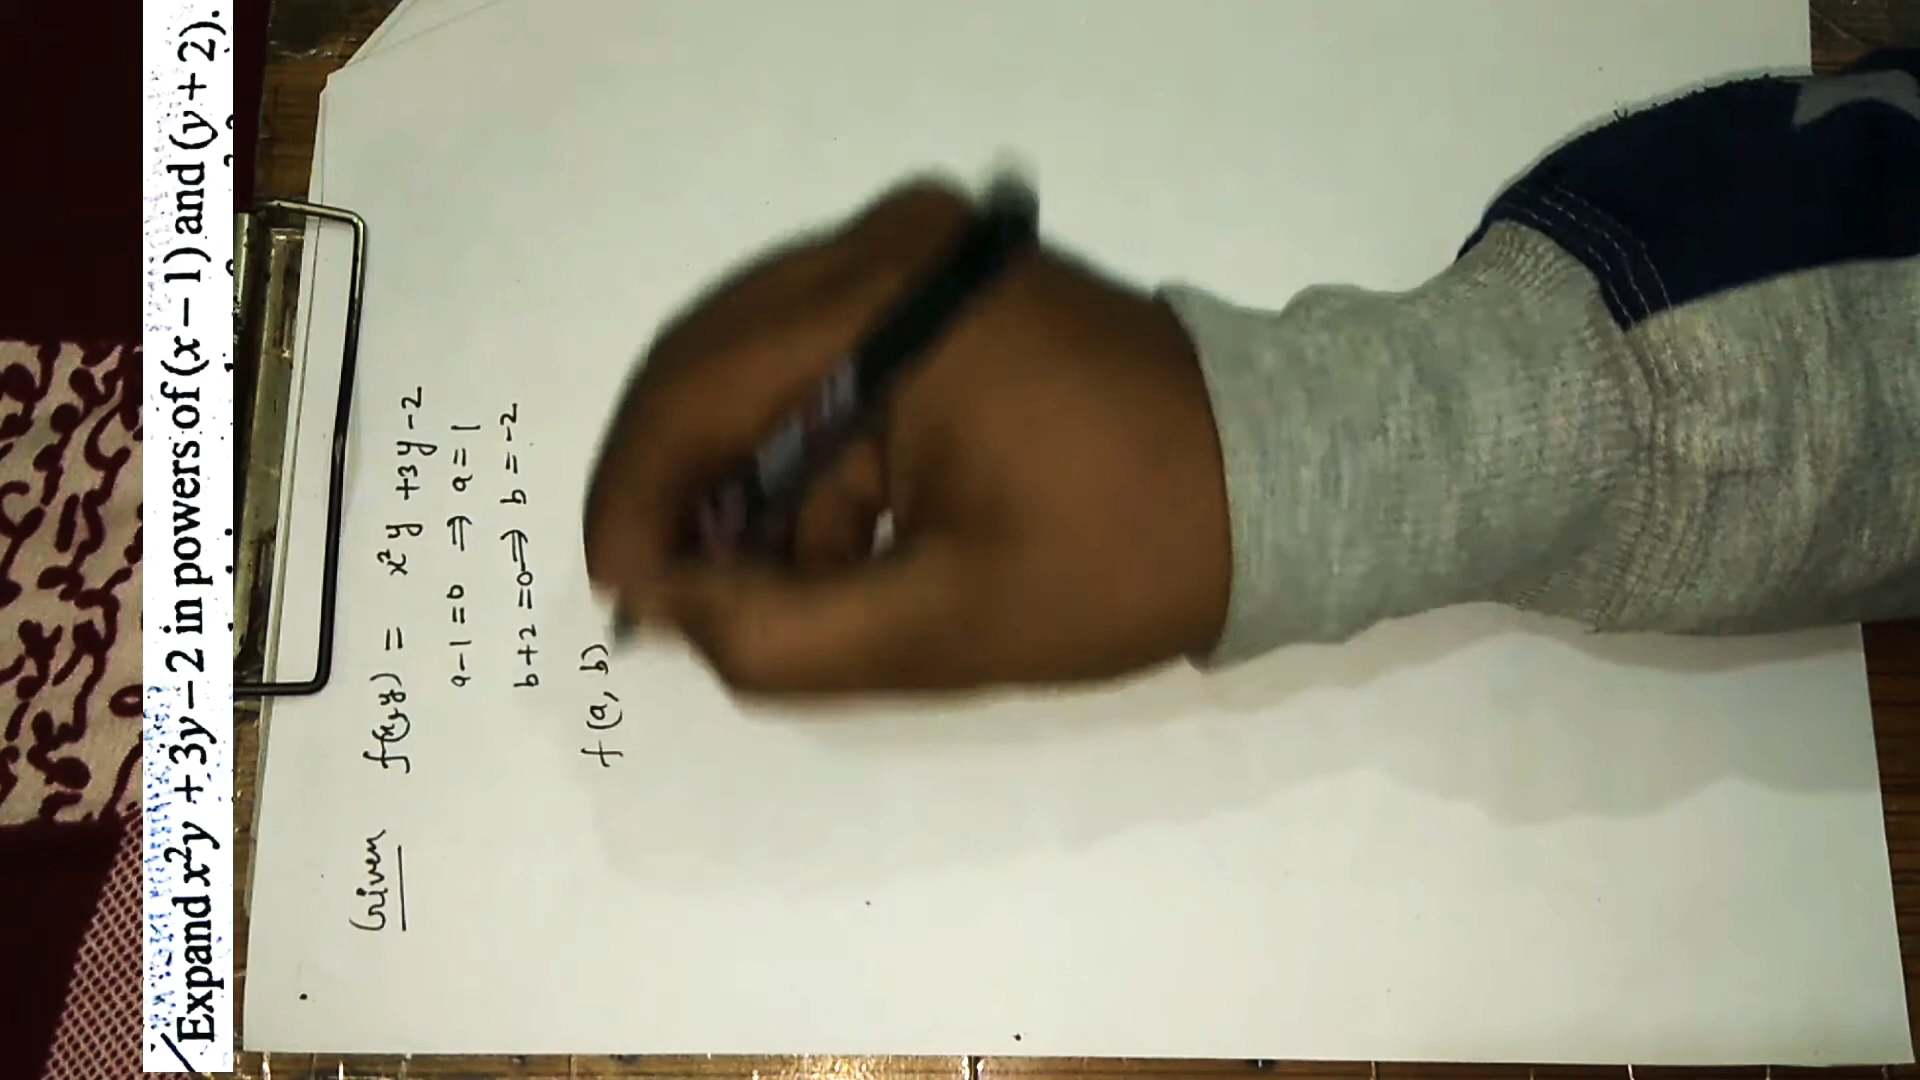 Expand x²y + 3y – 2 in powers of (x – 1) and (y + 2).
Given f(x,y) = x²y +3y-2
a-1=0 ⇒ a=1
b+2=0 ⇒ b=-2
f(a, b)